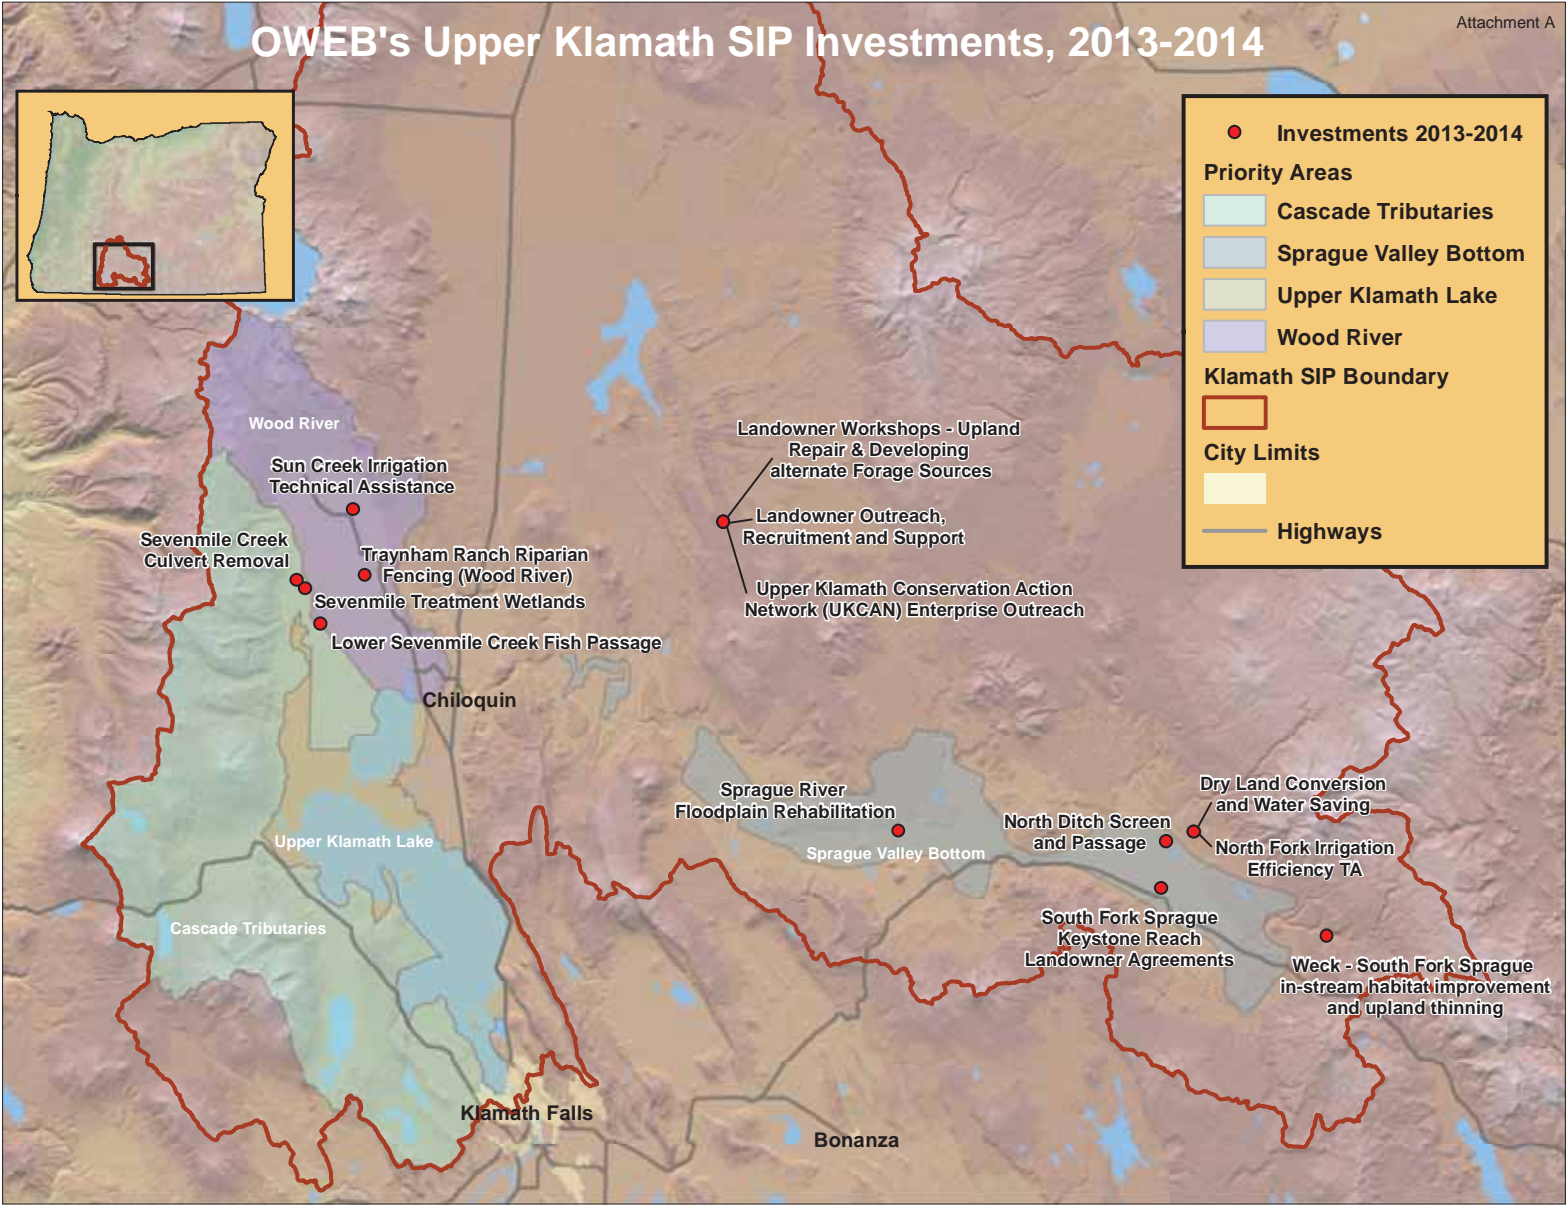 Attachment A
OWEB's Upper Klamath SIP Investments, 2013-2014
Investments 2013-2014
Priority Areas
Cascade Tributaries
Sprague Valley Bottom
Upper Klamath Lake
Wood River
Klamath SIP Boundary
City Limits
Highways
Wood River
Sun Creek Irrigation
Technical Assistance
Sevenmile Creek
Culvert Removal
Traynham Ranch Riparian
Fencing (Wood River)
Sevenmile Treatment Wetlands
Lower Sevenmile Creek Fish Passage
Chiloquin
Landowner Workshops - Upland
Repair & Developing
alternate Forage Sources
Landowner Outreach,
Recruitment and Support
Upper Klamath Conservation Action
Network (UKCAN) Enterprise Outreach
Upper Klamath Lake
Cascade Tributaries
Sprague River
Floodplain Rehabilitation
Sprague Valley Bottom
North Ditch Screen
and Passage
Dry Land Conversion
and Water Saving
North Fork Irrigation
Efficiency TA
South Fork Sprague
Keystone Reach
Landowner Agreements
Weck - South Fork Sprague
in-stream habitat improvement
and upland thinning
Klamath Falls
Bonanza